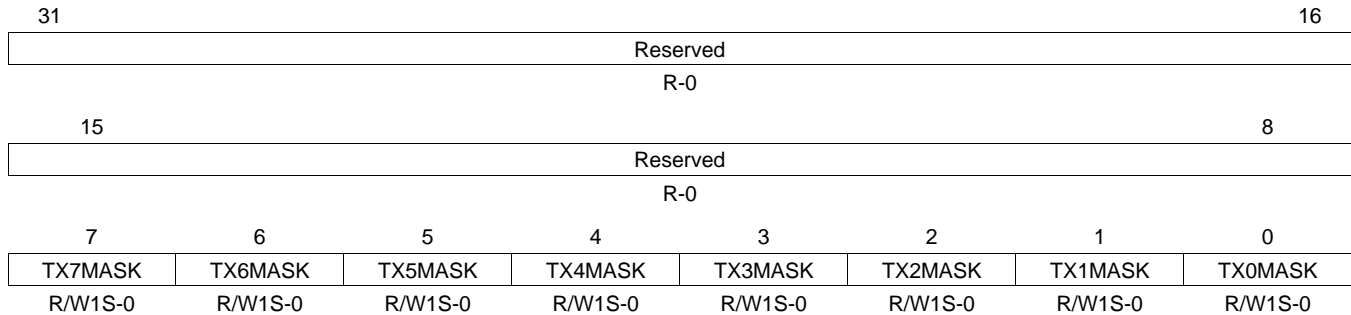 31 16
Reserved
R-0
15 8
Reserved
R-0
7 6 5 4 3 2 1 0
TX7MASK TX6MASK TX5MASK TX4MASK TX3MASK TX2MASK TX1MASK TX0MASK
R/W1S-0 R/W1S-0 R/W1S-0 R/W1S-0 R/W1S-0 R/W1S-0 R/W1S-0 R/W1S-0